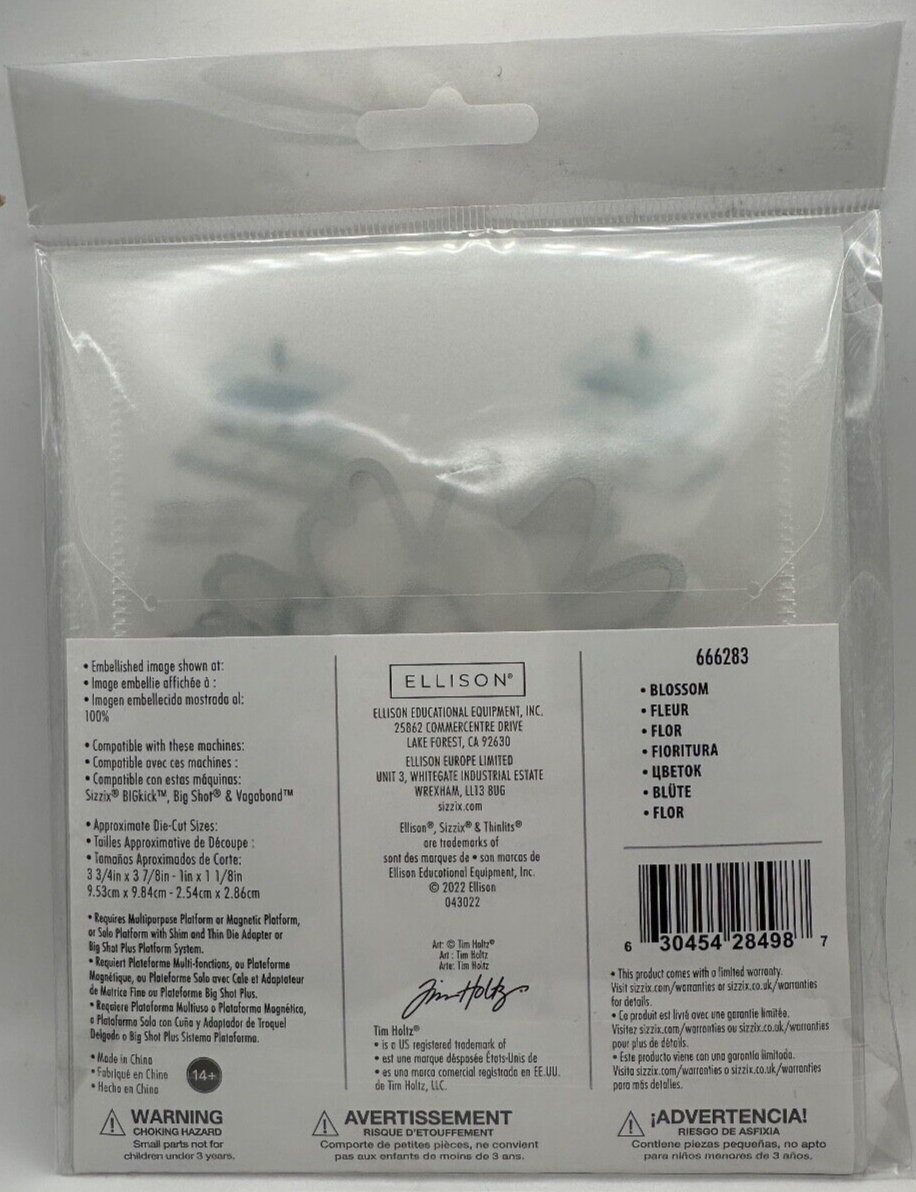 • Embellished image shown at:
• Image embellie affichée à :
• Imagen embellecida mostrada al:
100%
• Compatible with these machines:
• Compatible avec ces machines :
• Compatible con estas máquinas:
Sizzix® BIGkick™, Big Shot® & Vagabond™
• Approximate Die-Cut Sizes:
• Tailles Approximative de Découpe :
• Tamaños Aproximados de Corte:
3 3/4in x 3 7/8in - 1in x 1 1/8in
9.53cm x 9.84cm - 2.54cm x 2.86cm
• Requires Multipurpose Platform or Magnetic Platform,
or Solo Platform with Shim and Thin Die Adapter or
Big Shot Plus Platform System.
• Requiert Plateforme Multi-fonctions, ou Plateforme
Magnétique, ou Plateforme Solo avec Cale et Adaptateur
de Matrice Fine ou Plateforme Big Shot Plus.
• Requiere Plataforma Multiuso o Plataforma Magnética,
o Plataforma Solo con Cuña y Adaptador de Troquel
Delgado o Big Shot Plus Sistema Plataforma.
• Made in China
• Fabriqué en Chine
• Hecho en China
14+
ELLISON®
ELLISON EDUCATIONAL EQUIPMENT, INC.
25862 COMMERCENTRE DRIVE
LAKE FOREST, CA 92630
ELLISON EUROPE LIMITED
UNIT 3, WHITEGATE INDUSTRIAL ESTATE
WREXHAM, LL13 8UG
sizzix.com
Ellison®, Sizzix® & Thinlits®
are trademarks of
sont des marques de • son marcas de
Ellison Educational Equipment, Inc.
© 2022 Ellison
043022
Art: © Tim Holtz®
Art : Tim Holtz
Arte: Tim Holtz
Tim Holtz
Tim Holtz®
• is a US registered trademark of
• est une marque désposée États-Unis de
• es una marca comercial registrada en EE.UU.
de Tim Holtz, LLC.
666283
• BLOSSOM
• FLEUR
• FLOR
• FIORITURA
• ЦВЕТОК
• BLÜTE
• FLOR
6 30454 28498 7
• This product comes with a limited warranty.
Visit sizzix.com/warranties or sizzix.co.uk/warranties
for details.
• Ce produit est livré avec une garantie limitée.
Visitez sizzix.com/warranties ou sizzix.co.uk/warranties
pour plus de détails.
• Este producto viene con una garantía limitada.
Visita sizzix.com/warranties o sizzix.co.uk/warranties
para más detalles.
WARNING
CHOKING HAZARD
Small parts not for
children under 3 years.
AVERTISSEMENT
RISQUE D'ETOUFFEMENT
Comporte de petites pièces, ne convient
pas aux enfants de moins de 3 ans.
¡ADVERTENCIA!
RIESGO DE ASFIXIA
Contiene piezas pequeñas, no apto
para niños menores de 3 años.